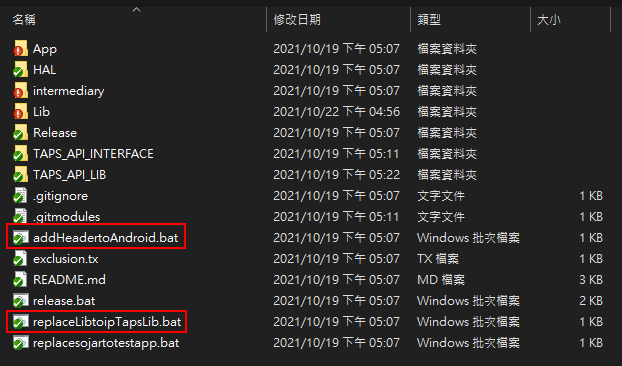 名稱 修改日期 類型 大小
App 2021/10/19 下午 05:07 檔案資料夾
HAL 2021/10/19 下午 05:07 檔案資料夾
intermediary 2021/10/19 下午 05:07 檔案資料夾
Lib 2021/10/22 下午 04:56 檔案資料夾
Release 2021/10/19 下午 05:07 檔案資料夾
TAPS_API_INTERFACE 2021/10/19 下午 05:11 檔案資料夾
TAPS_API_LIB 2021/10/19 下午 05:22 檔案資料夾
.gitignore 2021/10/19 下午 05:07 文字文件 1 KB
.gitmodules 2021/10/19 下午 05:11 文字文件 1 KB
addHeadertoAndroid.bat 2021/10/19 下午 05:07 Windows 批次檔案 1 KB
exclusion.tx 2021/10/19 下午 05:07 TX 檔案 1 KB
README.md 2021/10/19 下午 05:07 MD 檔案 3 KB
release.bat 2021/10/19 下午 05:07 Windows 批次檔案 2 KB
replaceLibtoipTapsLib.bat 2021/10/19 下午 05:07 Windows 批次檔案 1 KB
replacesojartotestapp.bat 2021/10/19 下午 05:07 Windows 批次檔案 1 KB